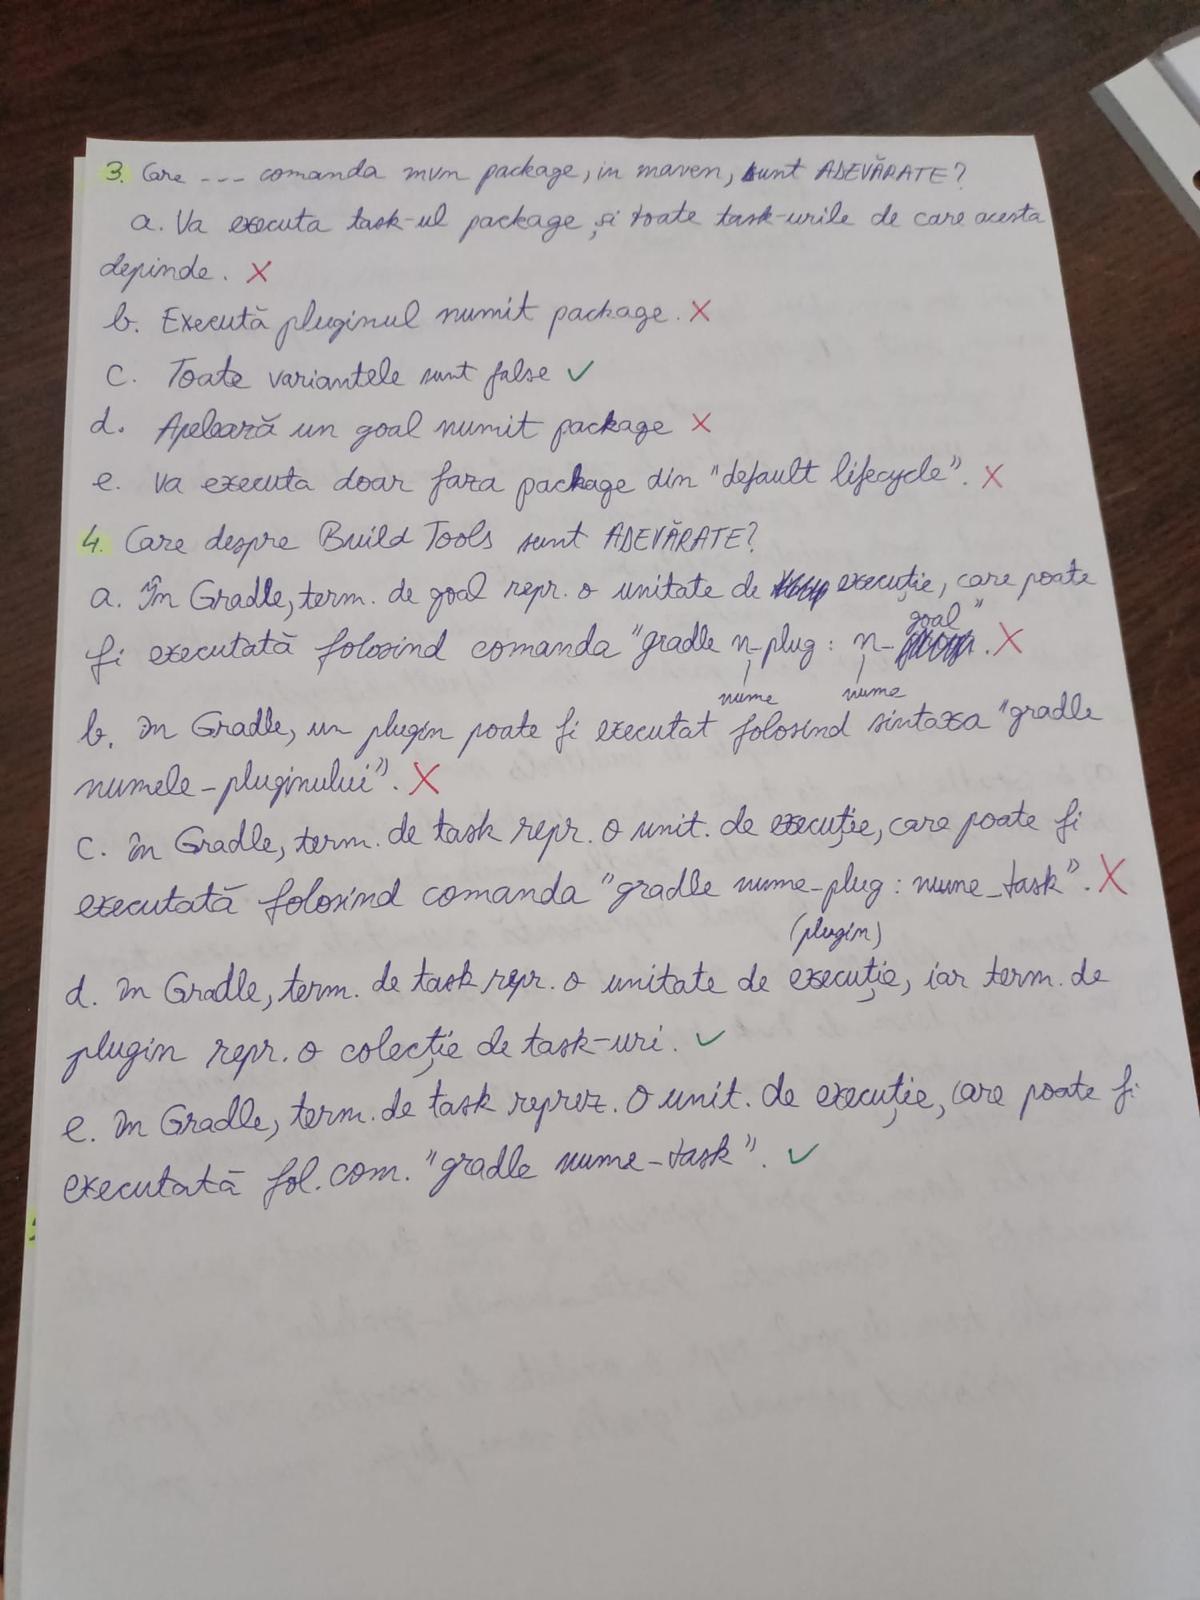 3. Care --- comanda mvn package, in maven, sunt ADEVĂRATE?
a. Va executa task-ul package și toate task-urile de care acesta
depinde. X
b. Execută pluginul numit package. X
c. Toate variantele sunt false ✓
d. Apelează un goal numit package X
e. va executa doar faza package din "default lifecycle". X
4. Care despre Build Tools sunt ADEVĂRATE?
a. În Gradle, term. de goal repr. o unitate de execuție, care poate
goal"
fi executată folosind comanda "gradle n-plug : n- . X
nume nume
b. În Gradle, un plugin poate fi executat folosind sintaxa "gradle
numele-pluginului". X
c. În Gradle, term. de task repr. o unit. de execuție, care poate fi
executată folosind comanda "gradle nume-plug : nume_task". X
(plugin)
d. În Gradle, term. de task repr. o unitate de execuție, iar term. de
plugin repr. o colecție de task-uri. ✓
e. În Gradle, term. de task reprez. o unit. de execuție, care poate fi
executată fol. com. "gradle nume-task". ✓